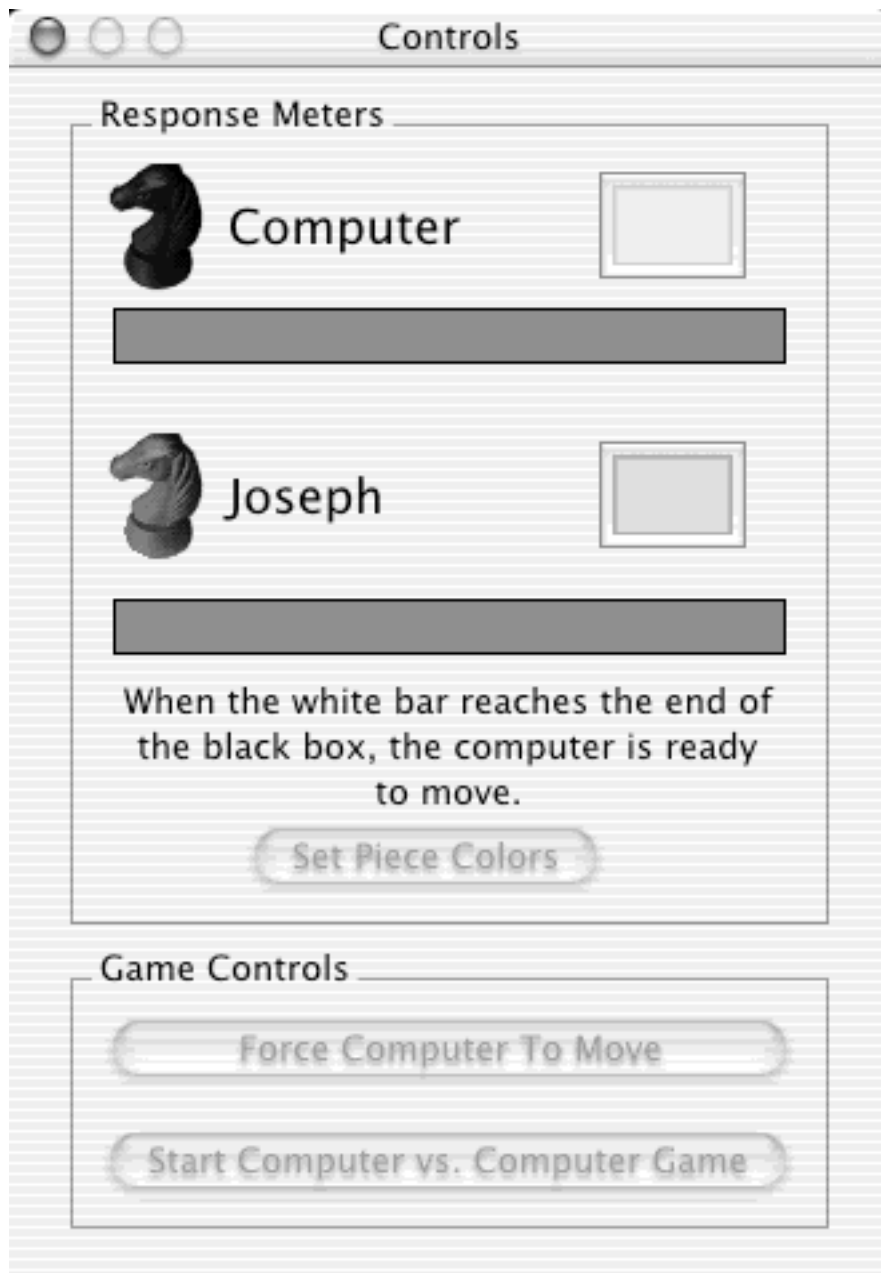 Controls
Response Meters
Computer
Joseph
When the white bar reaches the end of
the black box, the computer is ready
to move.
Set Piece Colors
Game Controls
Force Computer To Move
Start Computer vs. Computer Game